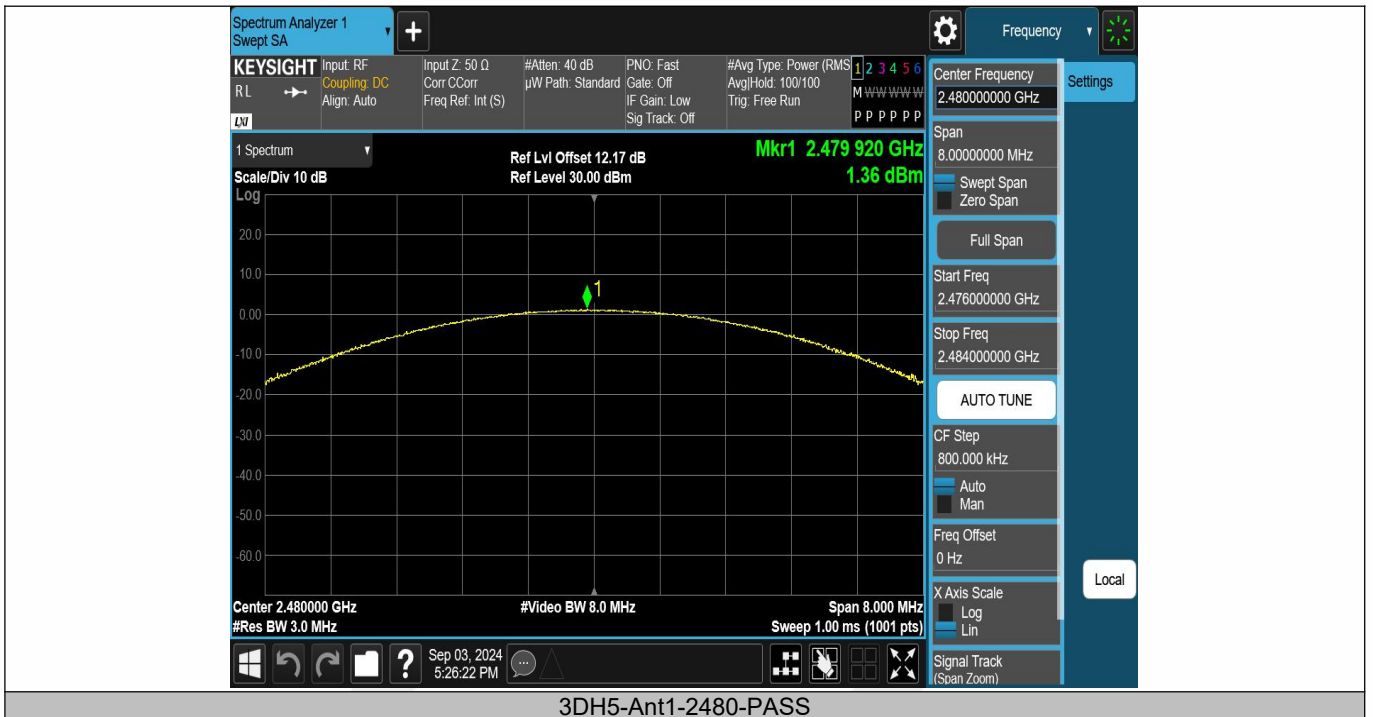 Spectrum Analyzer 1
Swept SA
+
Frequency
KEYSIGHT
RL
LXI
Input: RF
Coupling: DC
Align: Auto
Input Z: 50 Ω
Corr CCorr
Freq Ref: Int (S)
#Atten: 40 dB
µW Path: Standard
PNO: Fast
Gate: Off
IF Gain: Low
Sig Track: Off
#Avg Type: Power (RMS
Avg|Hold: 100/100
Trig: Free Run
1 2 3 4 5 6
M W W W W W
P P P P P P
1 Spectrum
Scale/Div 10 dB
Log
Ref Lvl Offset 12.17 dB
Ref Level 30.00 dBm
Mkr1 2.479 920 GHz
1.36 dBm
20.0
10.0
0.00
-10.0
-20.0
-30.0
-40.0
-50.0
-60.0
1
Center 2.480000 GHz
#Res BW 3.0 MHz
#Video BW 8.0 MHz
Span 8.000 MHz
Sweep 1.00 ms (1001 pts)
Center Frequency
2.480000000 GHz
Settings
Span
8.00000000 MHz
Swept Span
Zero Span
Full Span
Start Freq
2.476000000 GHz
Stop Freq
2.484000000 GHz
AUTO TUNE
CF Step
800.000 kHz
Auto
Man
Freq Offset
0 Hz
X Axis Scale
Log
Lin
Local
Signal Track
(Span Zoom)
?
Sep 03, 2024
5:26:22 PM
3DH5-Ant1-2480-PASS